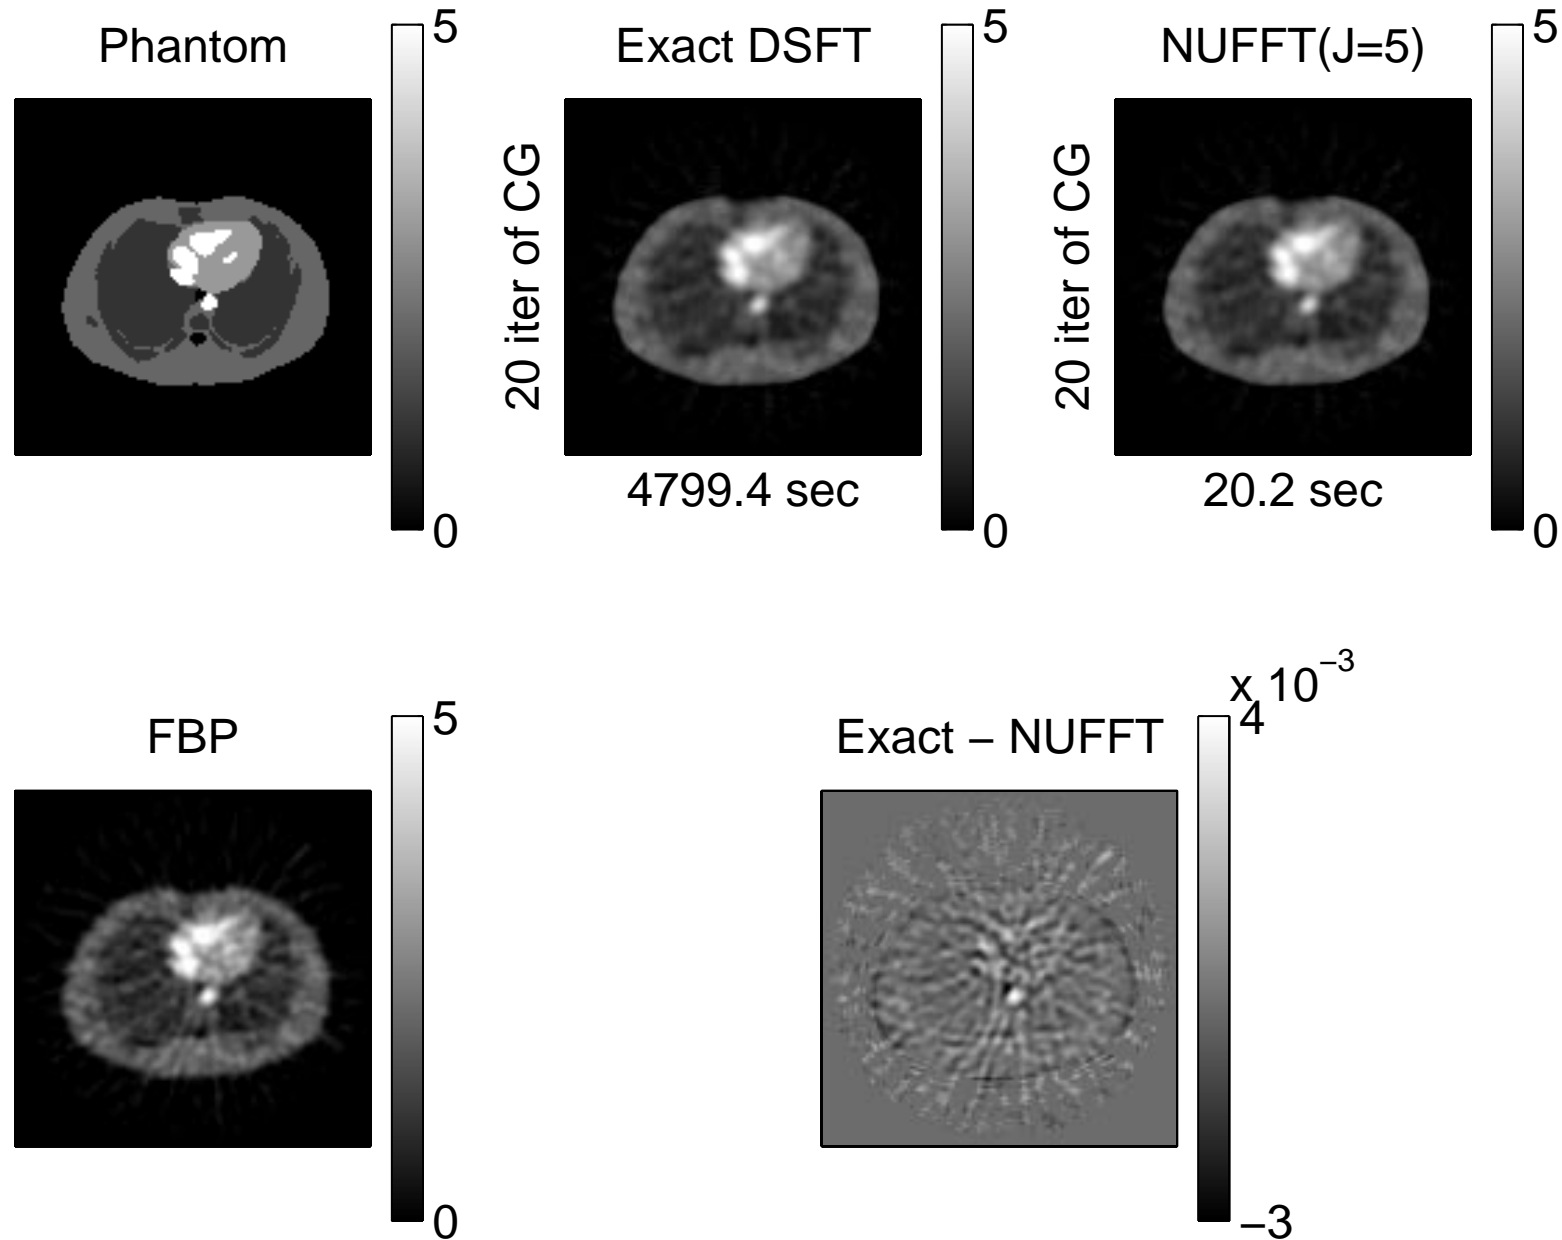 Phantom
5
0
Exact DSFT
5
0
20 iter of CG
4799.4 sec
NUFFT(J=5)
5
0
20 iter of CG
20.2 sec
FBP
5
0
Exact – NUFFT
x 10⁻³
4
−3